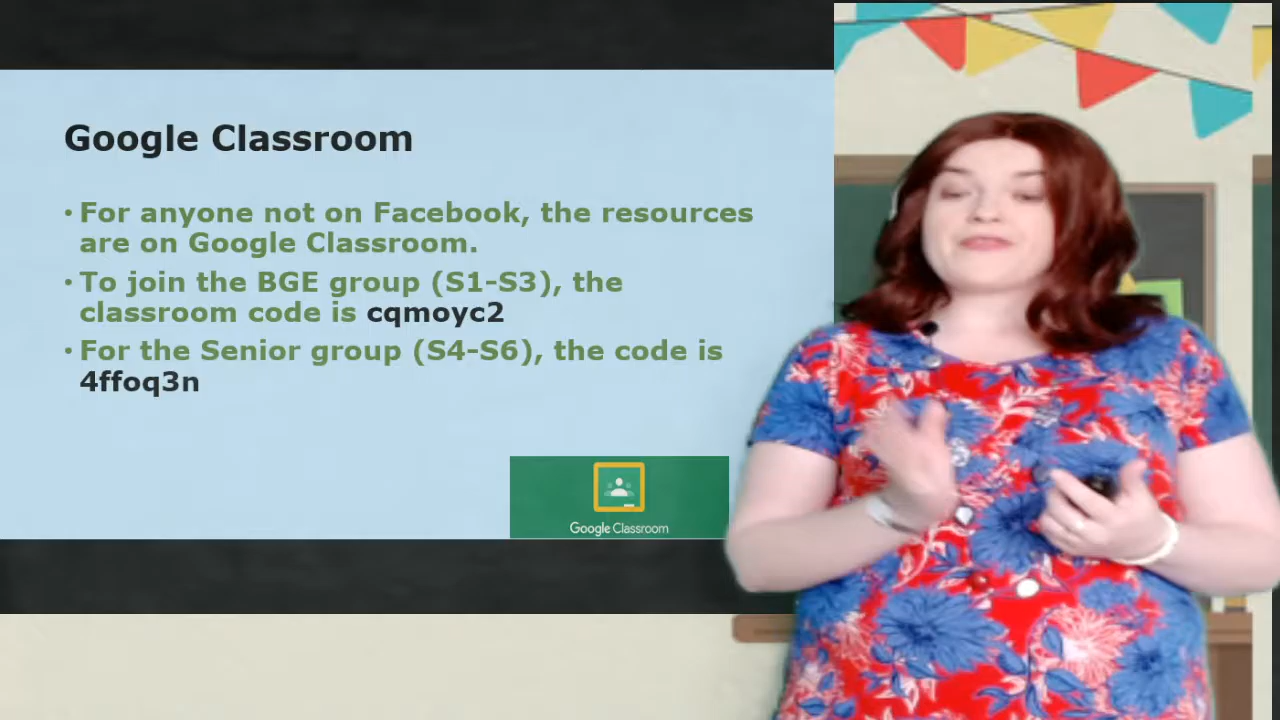 Google Classroom
• For anyone not on Facebook, the resources
are on Google Classroom.
• To join the BGE group (S1-S3), the
classroom code is cqmoyc2
• For the Senior group (S4-S6), the code is
4ffoq3n
Google Classroom